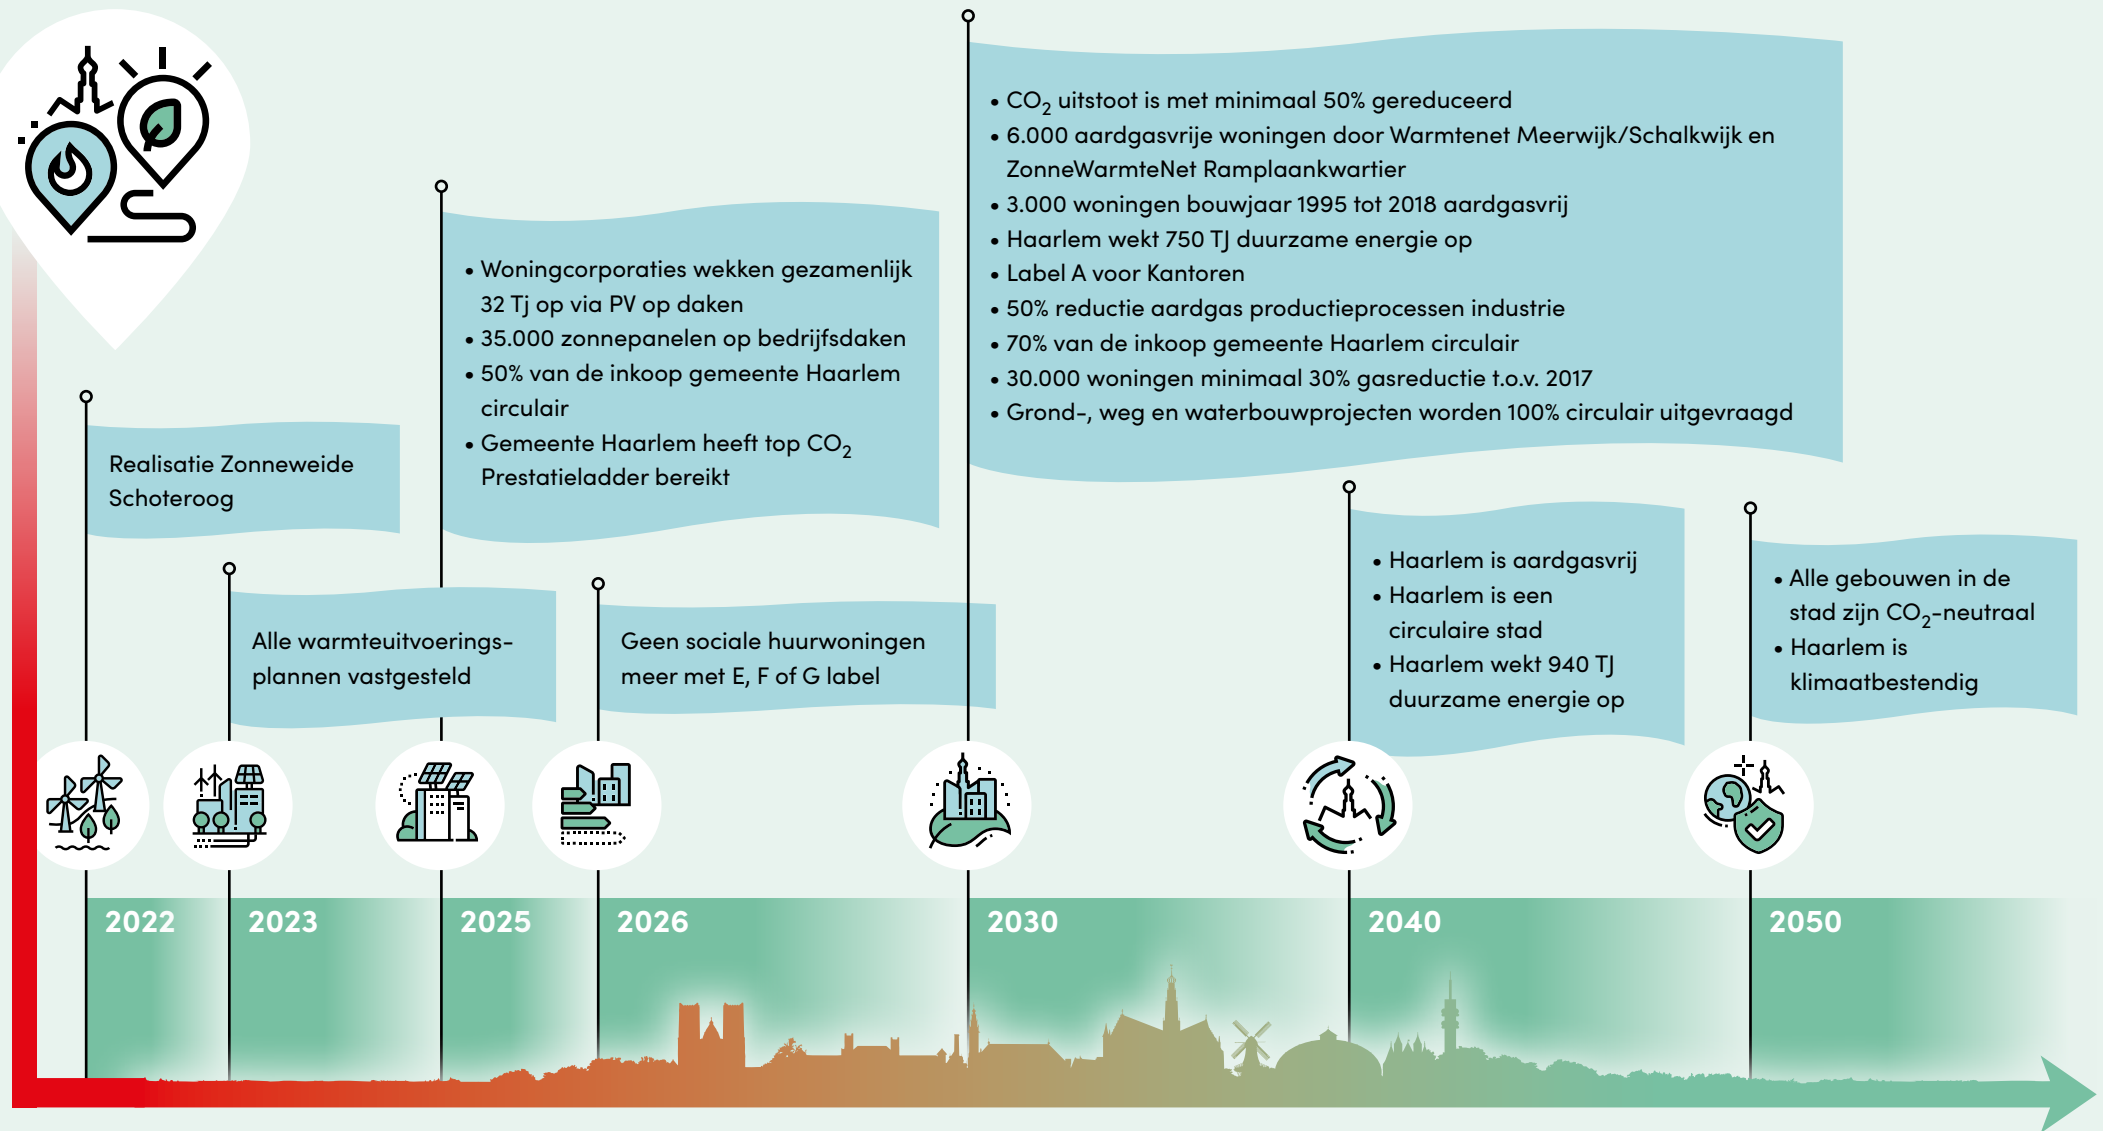 Realisatie Zonneweide
Schoteroog
Alle warmteuitvoerings-
plannen vastgesteld
• Woningcorporaties wekken gezamenlijk
32 Tj op via PV op daken
• 35.000 zonnepanelen op bedrijfsdaken
• 50% van de inkoop gemeente Haarlem
circulair
• Gemeente Haarlem heeft top CO₂
Prestatieladder bereikt
Geen sociale huurwoningen
meer met E, F of G label
• CO₂ uitstoot is met minimaal 50% gereduceerd
• 6.000 aardgasvrije woningen door Warmtenet Meerwijk/Schalkwijk en
ZonneWarmteNet Ramplaankwartier
• 3.000 woningen bouwjaar 1995 tot 2018 aardgasvrij
• Haarlem wekt 750 TJ duurzame energie op
• Label A voor Kantoren
• 50% reductie aardgas productieprocessen industrie
• 70% van de inkoop gemeente Haarlem circulair
• 30.000 woningen minimaal 30% gasreductie t.o.v. 2017
• Grond-, weg en waterbouwprojecten worden 100% circulair uitgevraagd
• Haarlem is aardgasvrij
• Haarlem is een
circulaire stad
• Haarlem wekt 940 TJ
duurzame energie op
• Alle gebouwen in de
stad zijn CO₂-neutraal
• Haarlem is
klimaatbestendig
2022
2023
2025
2026
2030
2040
2050